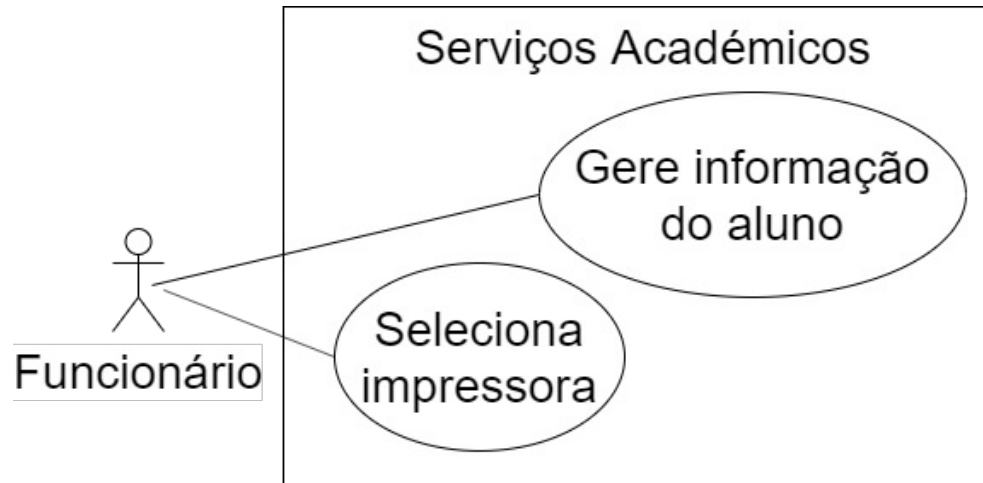 Serviços Académicos
Gere informação
do aluno
Seleciona
impressora
Funcionário